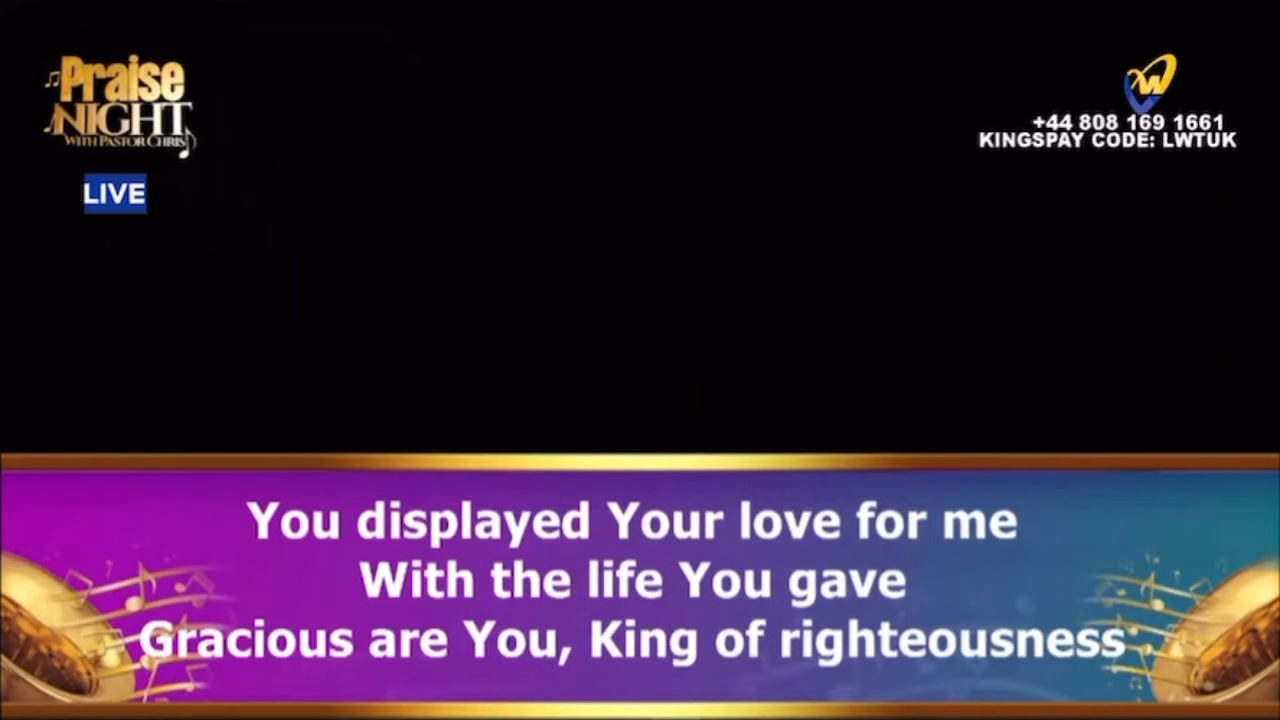 Praise
NIGHT
WITH PASTOR CHRIS
LIVE
W
+44 808 169 1661
KINGSPAY CODE: LWTUK
You displayed Your love for me
With the life You gave
Gracious are You, King of righteousness